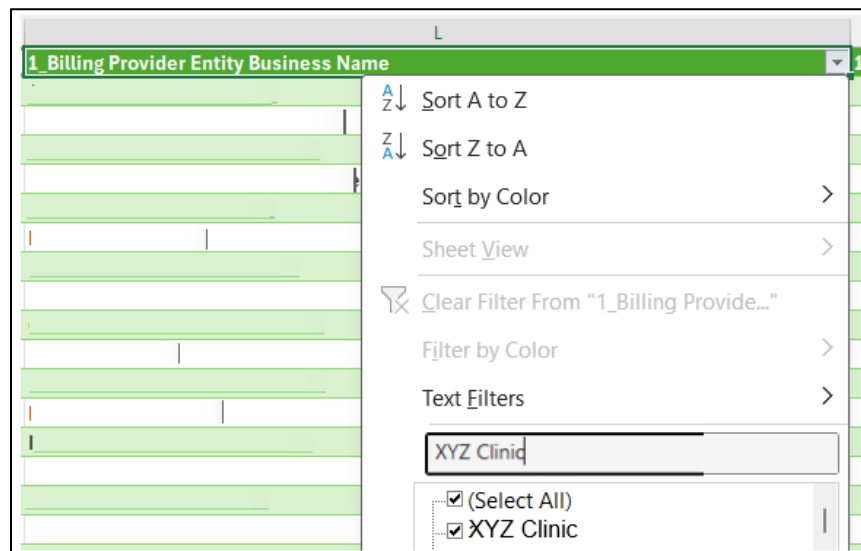 L
1_Billing Provider Entity Business Name
1
Sort A to Z
Sort Z to A
Sort by Color
Sheet View
Clear Filter From "1_Billing Provide..."
Filter by Color
Text Filters
XYZ Clinic
(Select All)
XYZ Clinic